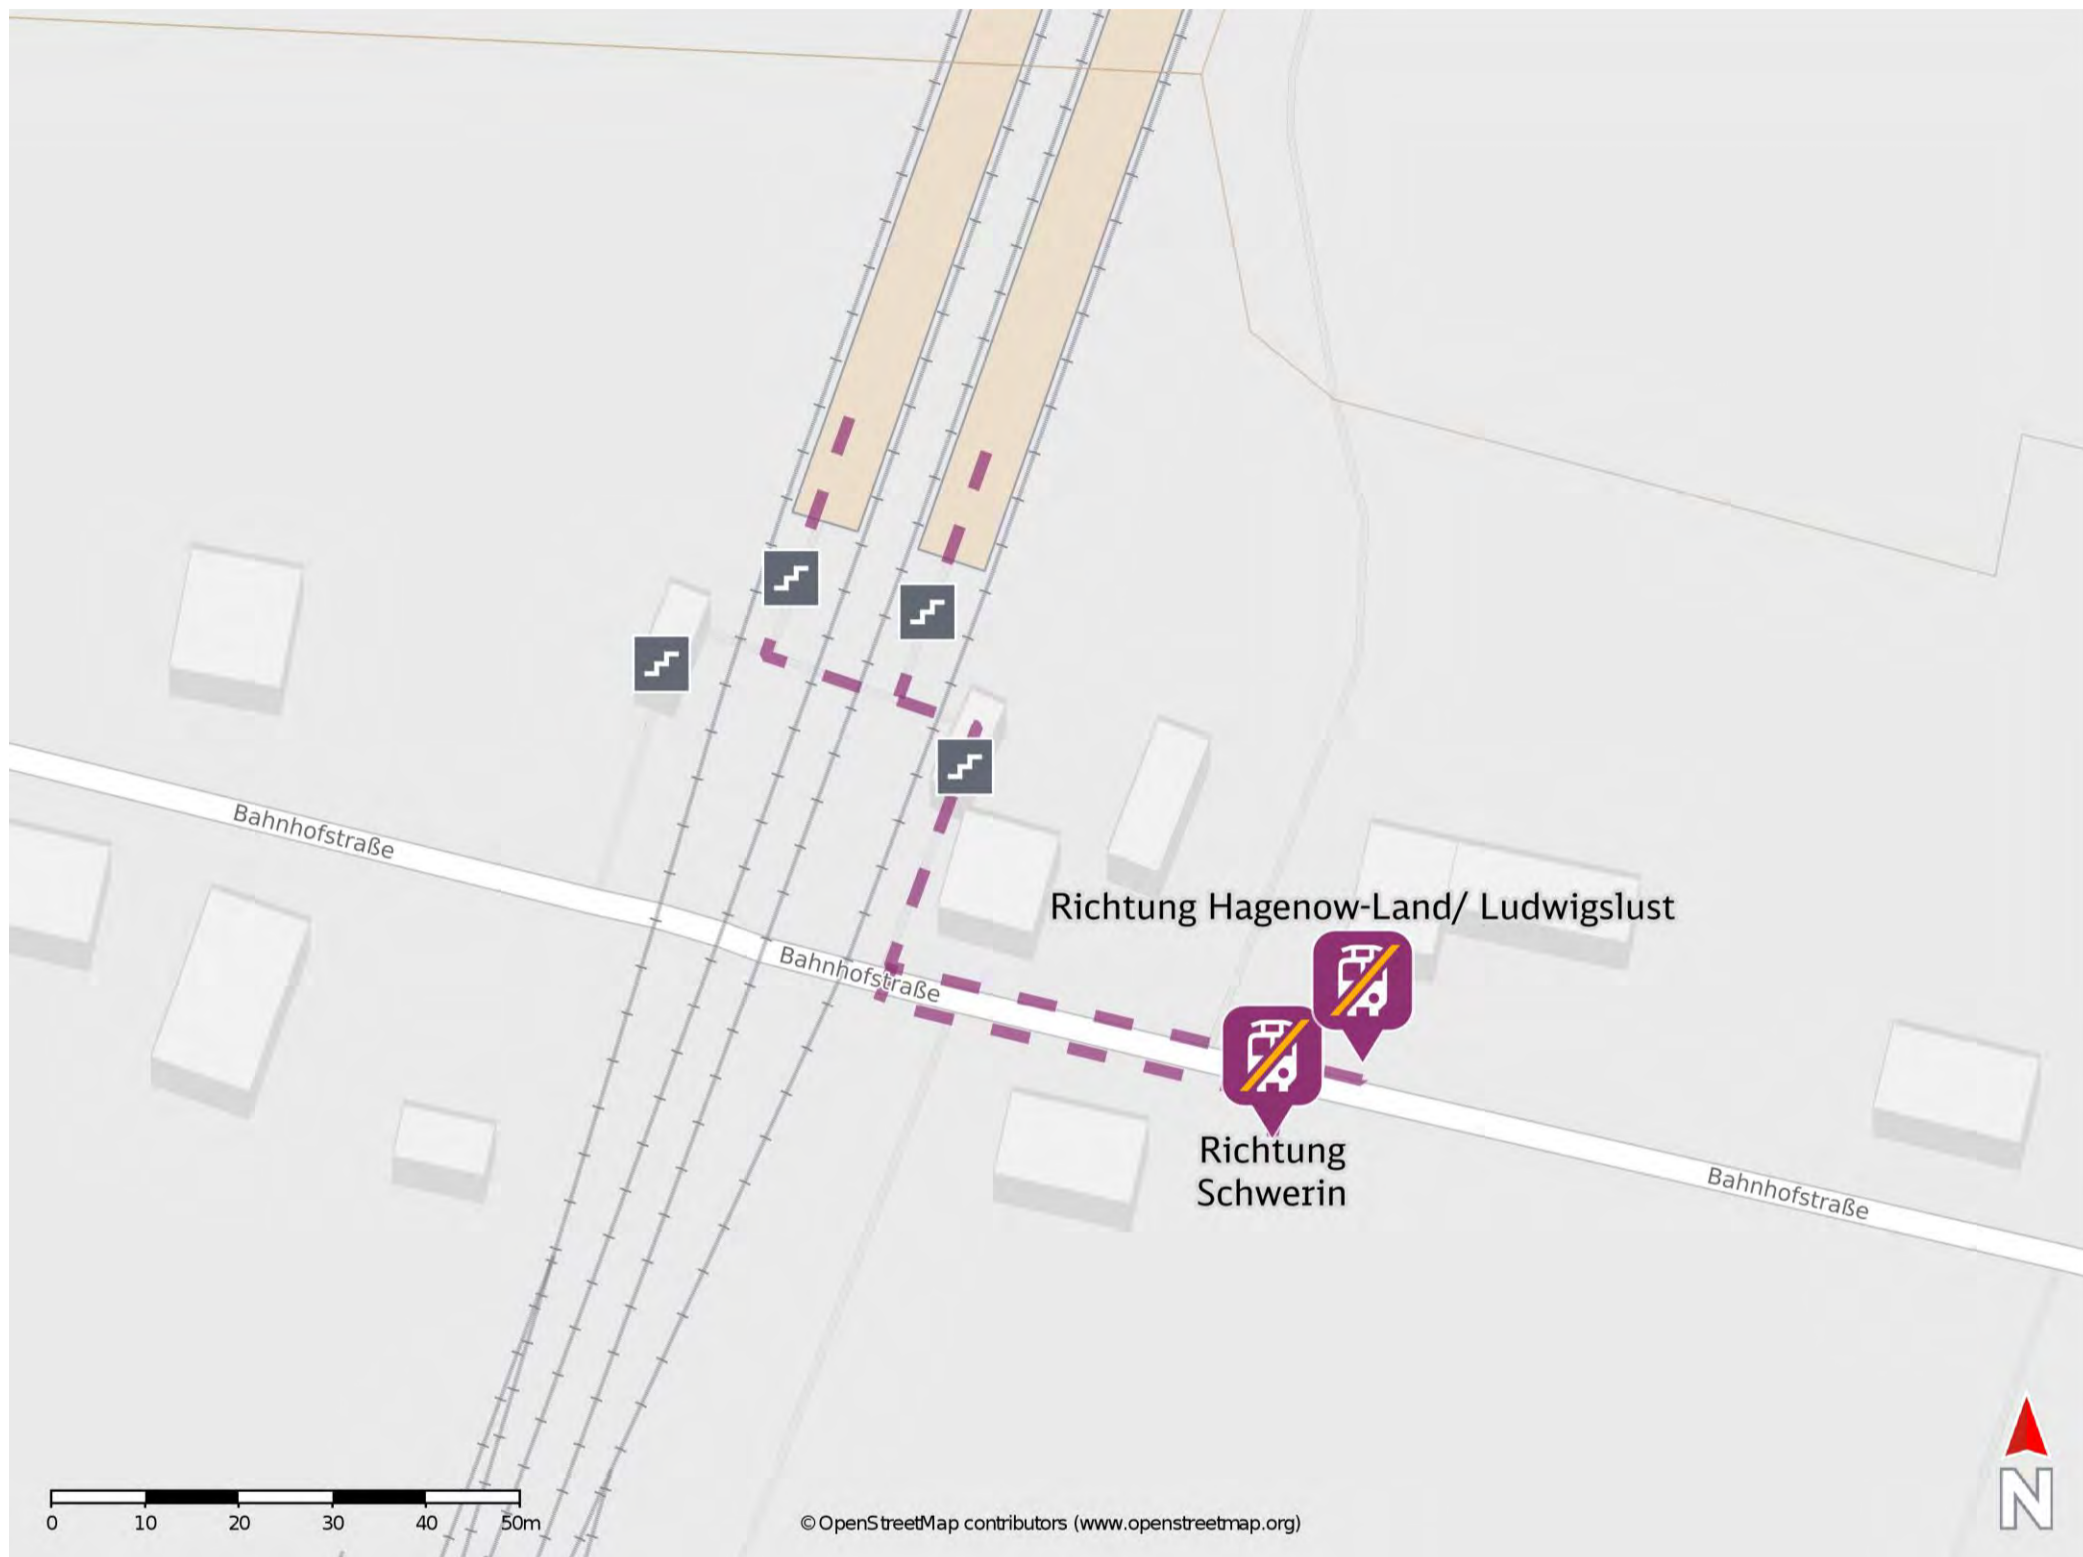 Bahnhofstraße
Richtung Hagenow-Land/ Ludwigslust
Bahnhofstraße
Richtung
Schwerin
Bahnhofstraße
0 10 20 30 40 50m
© OpenStreetMap contributors (www.openstreetmap.org)
N